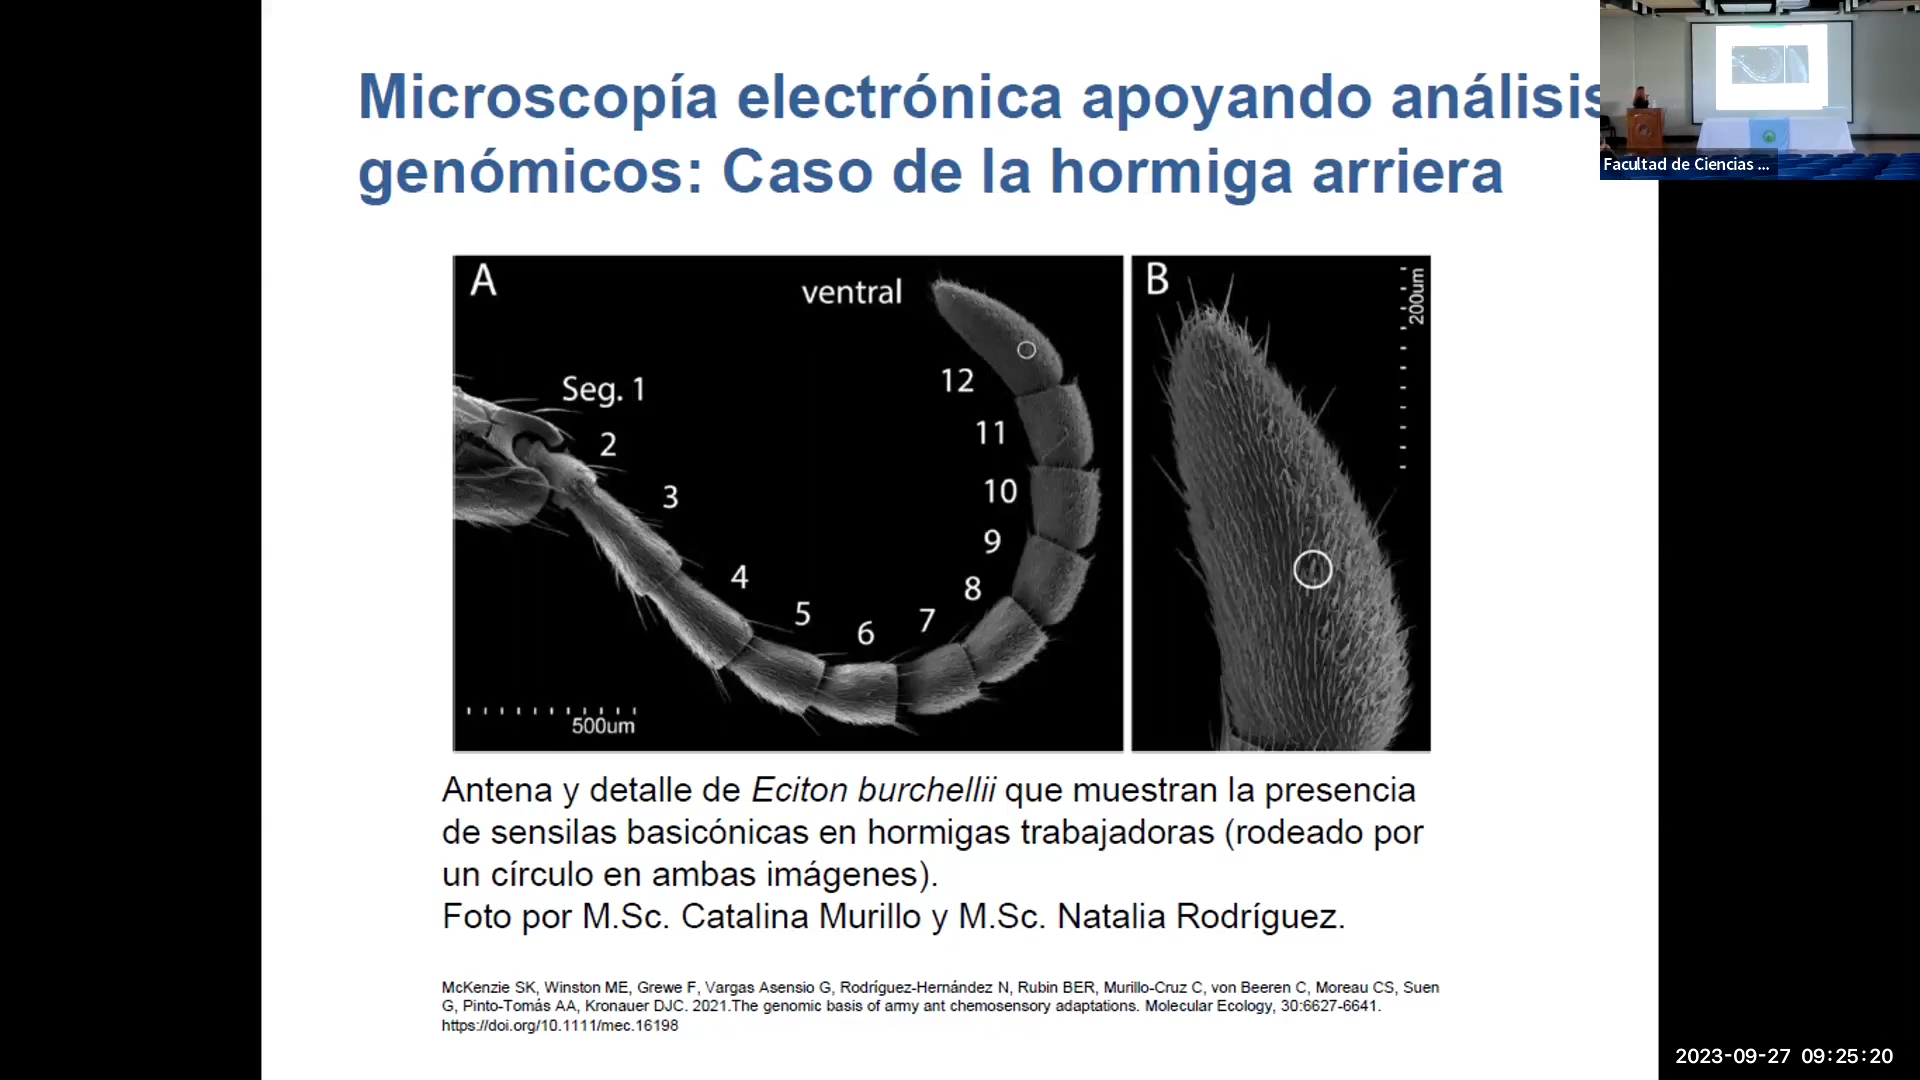 Microscopía electrónica apoyando análisis
genómicos: Caso de la hormiga arriera
Facultad de Ciencias ...
A
ventral
Seg. 1
2
3
4
5
6
7
8
9
10
11
12
500um
B
200um
Antena y detalle de Eciton burchellii que muestran la presencia
de sensilas basicónicas en hormigas trabajadoras (rodeado por
un círculo en ambas imágenes).
Foto por M.Sc. Catalina Murillo y M.Sc. Natalia Rodríguez.
McKenzie SK, Winston ME, Grewe F, Vargas Asensio G, Rodríguez-Hernández N, Rubin BER, Murillo-Cruz C, von Beeren C, Moreau CS, Suen
G, Pinto-Tomás AA, Kronauer DJC. 2021.The genomic basis of army ant chemosensory adaptations. Molecular Ecology, 30:6627-6641.
https://doi.org/10.1111/mec.16198
2023-09-27 09:25:20